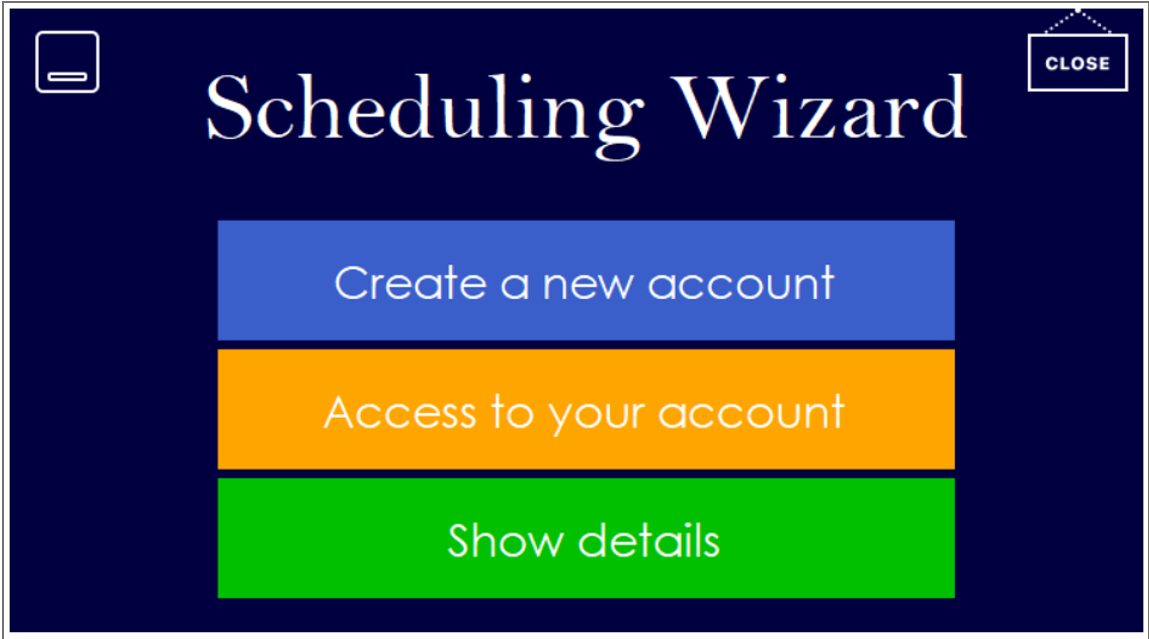 CLOSE
Scheduling Wizard
Create a new account
Access to your account
Show details